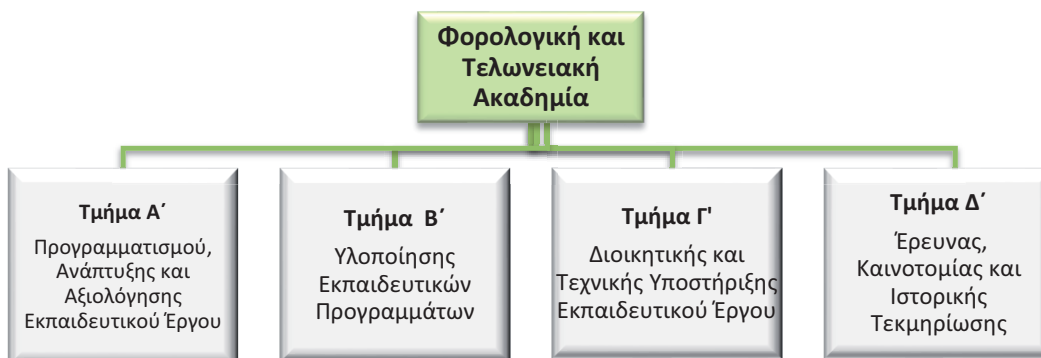 Φορολογική και
Τελωνειακή
Ακαδημία
Τμήμα Α΄
Προγραμματισμού,
Ανάπτυξης και
Αξιολόγησης
Εκπαιδευτικού Έργου
Τμήμα  Β΄
Υλοποίησης
Εκπαιδευτικών
Προγραμμάτων
Τμήμα Γ'
Διοικητικής και
Τεχνικής Υποστήριξης
Εκπαιδευτικού Έργου
Τμήμα Δ΄
Έρευνας,
Καινοτομίας και
Ιστορικής
Τεκμηρίωσης